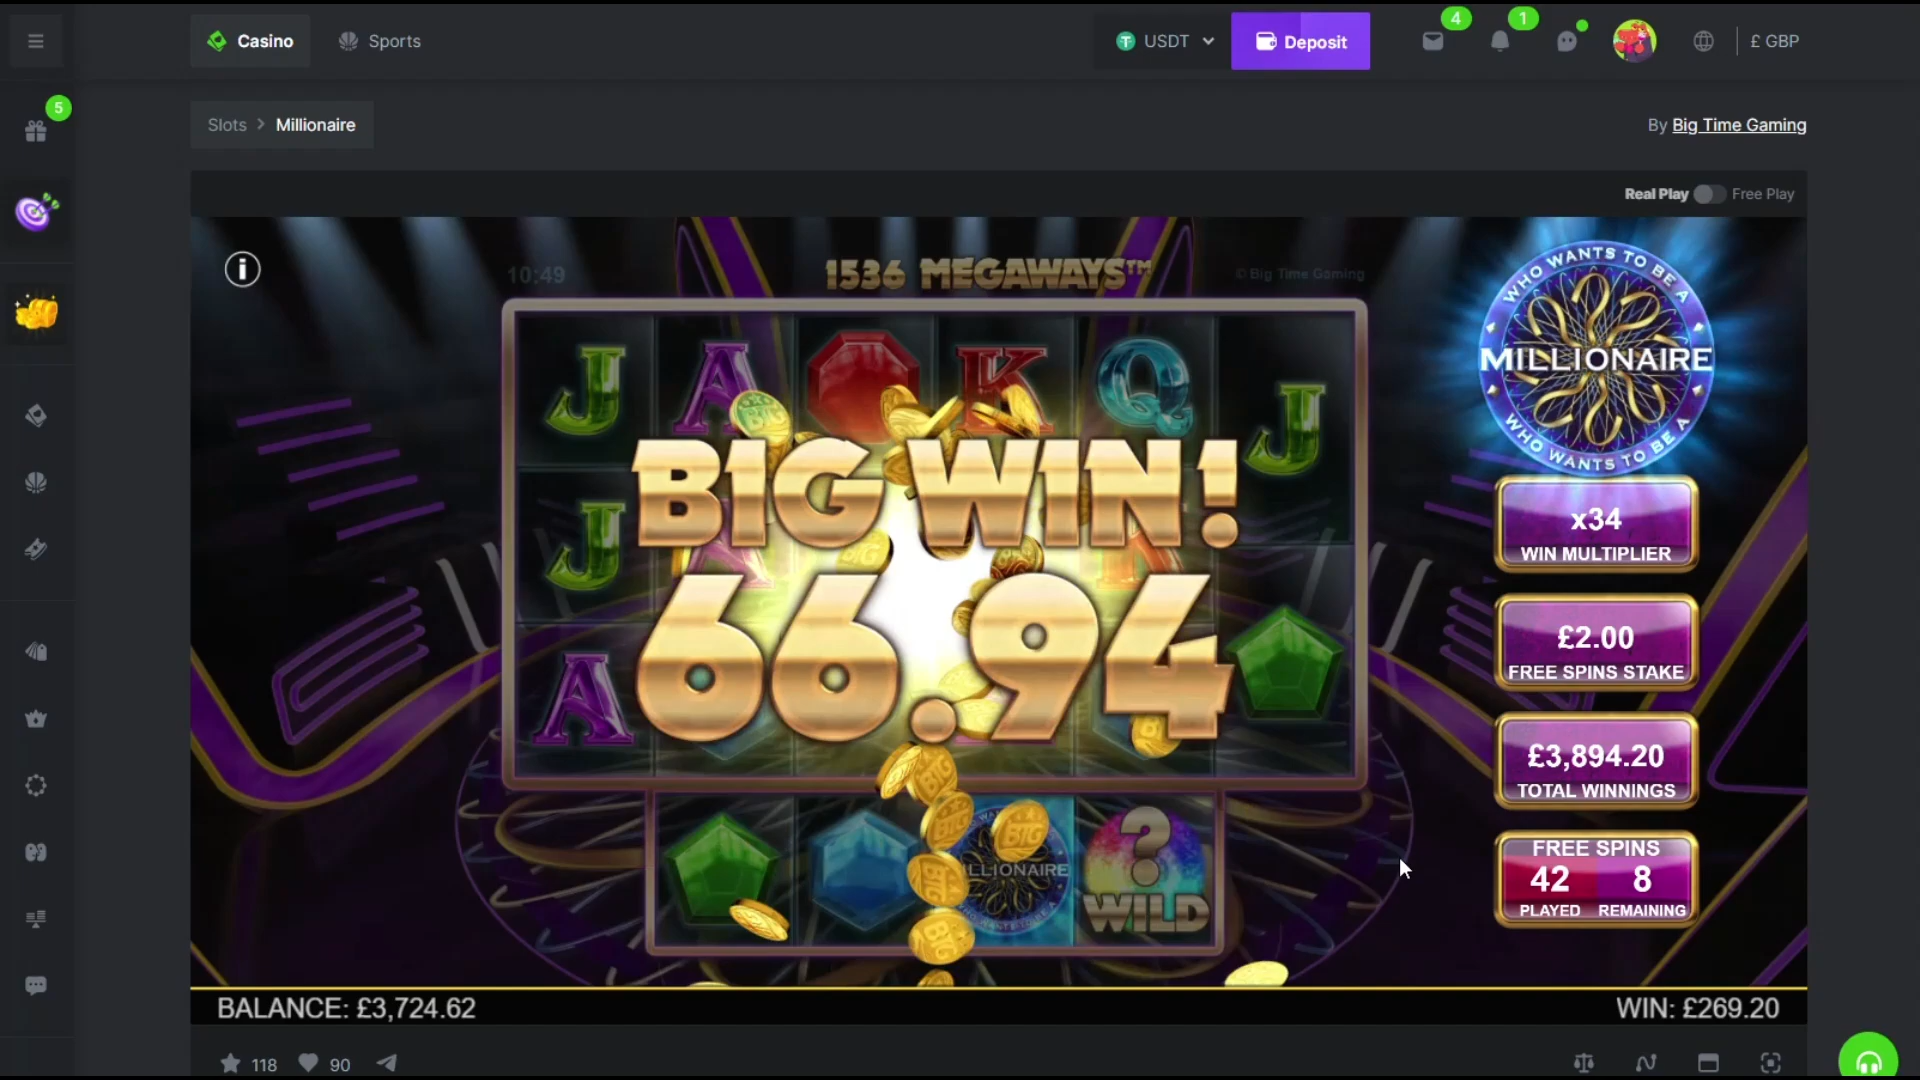 Casino
Sports
USDT
Deposit
4
1
£ GBP
5
Slots > Millionaire
By Big Time Gaming
Real Play
Free Play
10:49
1536 MEGAWAYS™
© Big Time Gaming
J
A
K
Q
J
J
A
BIG WIN!
66.94
WHO WANTS TO BE A
MILLIONAIRE
WHO WANTS TO BE A
x34
WIN MULTIPLIER
£2.00
FREE SPINS STAKE
£3,894.20
TOTAL WINNINGS
FREE SPINS
42 8
PLAYED REMAINING
?
WILD
BALANCE: £3,724.62
WIN: £269.20
118
90